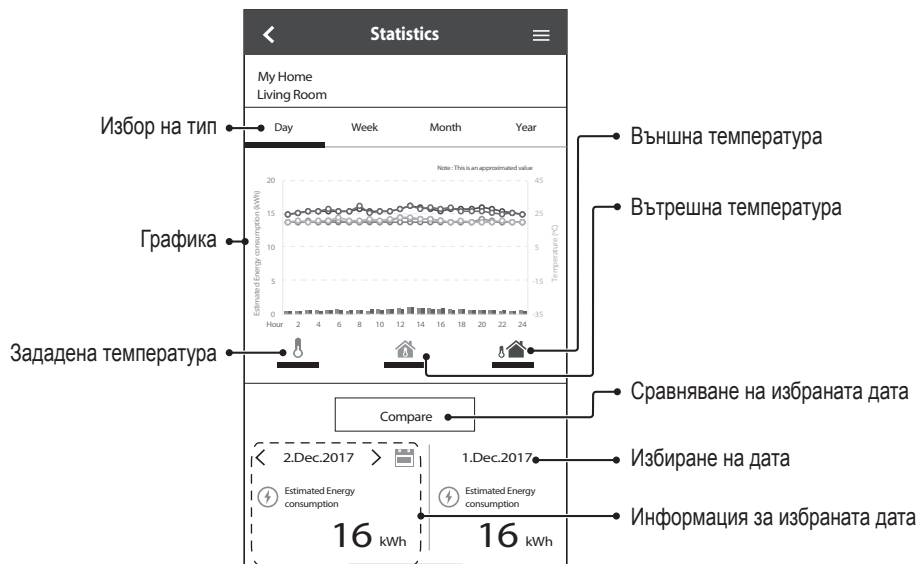 Statistics
My Home
Living Room
Избор на тип
Day Week Month Year
Външна температура
Note : This is an approximated value
Вътрешна температура
Графика
Estimated Energy consumption (kWh)
20
15
10
5
0
45
25
5
-15
-35
Temperature (ºC)
Hour 2 4 6 8 10 12 14 16 18 20 22 24
Зададена температура
Compare
Сравняване на избраната дата
2.Dec.2017
1.Dec.2017
Избиране на дата
Estimated Energy
consumption
16 kWh
Estimated Energy
consumption
16 kWh
Информация за избраната дата